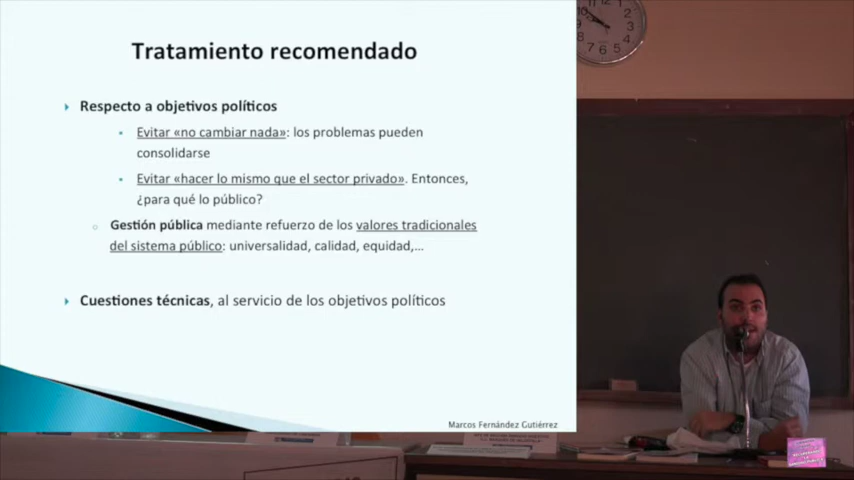 Tratamiento recomendado
Respecto a objetivos políticos
Evitar «no cambiar nada»: los problemas pueden
consolidarse
Evitar «hacer lo mismo que el sector privado». Entonces,
¿para qué lo público?
Gestión pública mediante refuerzo de los valores tradicionales
del sistema público: universalidad, calidad, equidad,...
Cuestiones técnicas, al servicio de los objetivos políticos
Marcos Fernández Gutiérrez